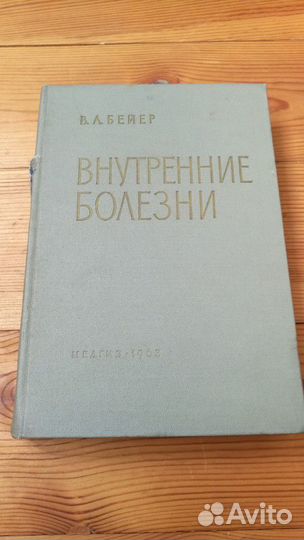 В. А. БЕЙЕР
ВНУТРЕННИЕ
БОЛЕЗНИ
МЕДГИЗ · 1963
Avito